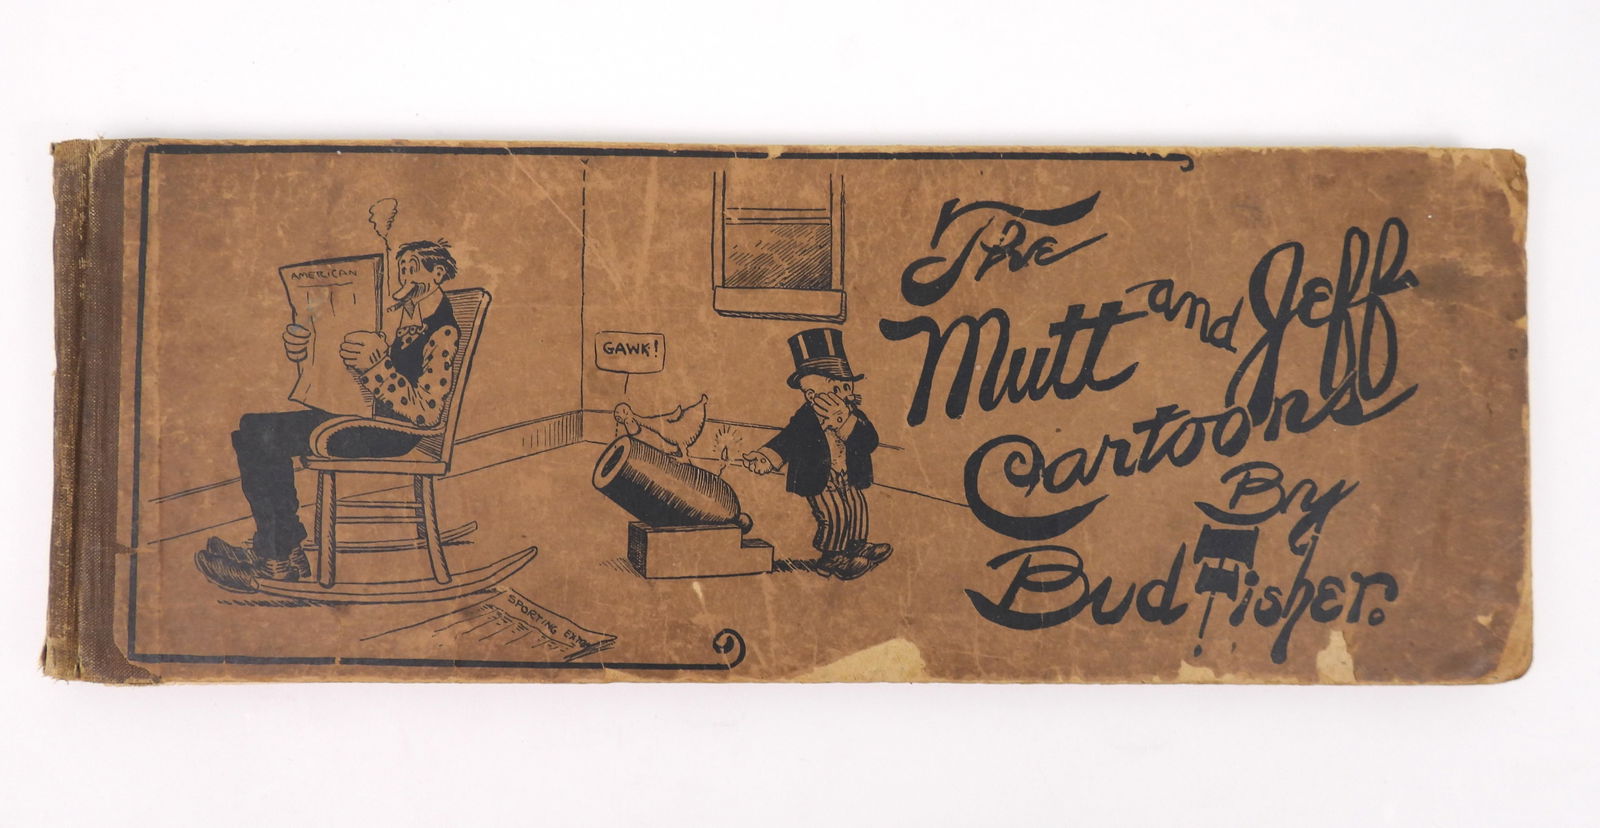 AMERICAN
GAWK!
SPORTING EXTRA
The
Mutt and Jeff
Cartoons
By
Bud Fisher.